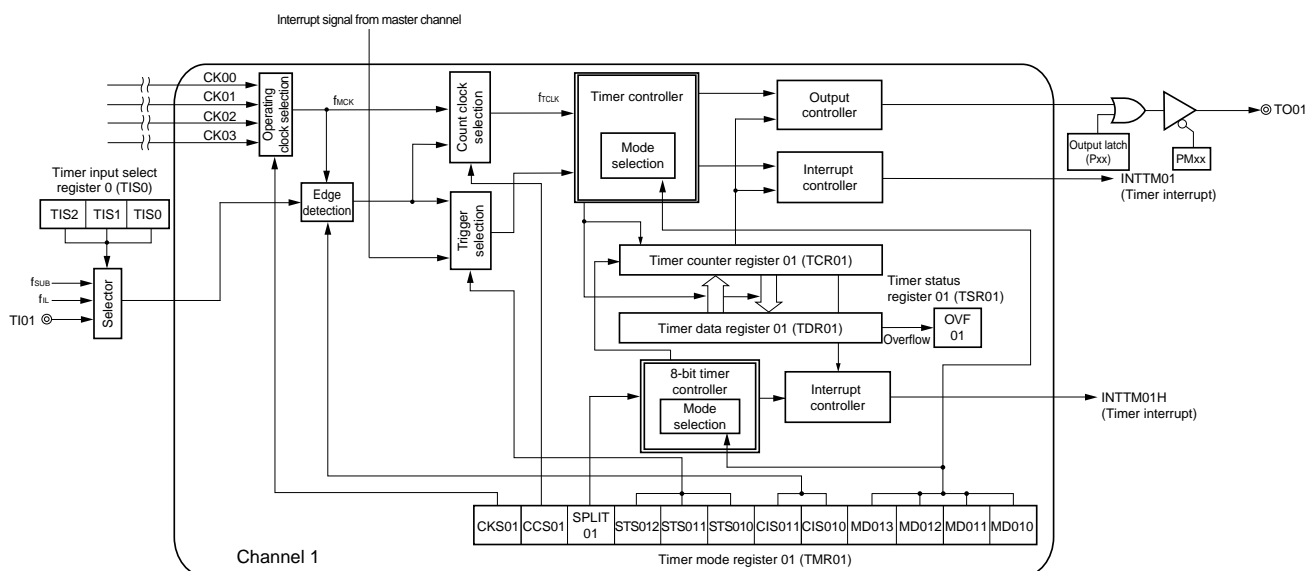 Interrupt signal from master channel
CK00
CK01
CK02
CK03
Operating
clock selection
fMCK
Count clock
selection
fTCLK
Timer controller
Mode
selection
Output
controller
TO01
Output latch
(Pxx)
PMxx
Interrupt
controller
INTTM01
(Timer interrupt)
Timer input select
register 0 (TIS0)
TIS2
TIS1
TIS0
Edge
detection
Trigger
selection
fSUB
fIL
TI01
Selector
Timer counter register 01 (TCR01)
Timer status
register 01 (TSR01)
Timer data register 01 (TDR01)
Overflow
OVF
01
8-bit timer
controller
Mode
selection
Interrupt
controller
INTTM01H
(Timer interrupt)
CKS01
CCS01
SPLIT
01
STS012
STS011
STS010
CIS011
CIS010
MD013
MD012
MD011
MD010
Channel 1
Timer mode register 01 (TMR01)